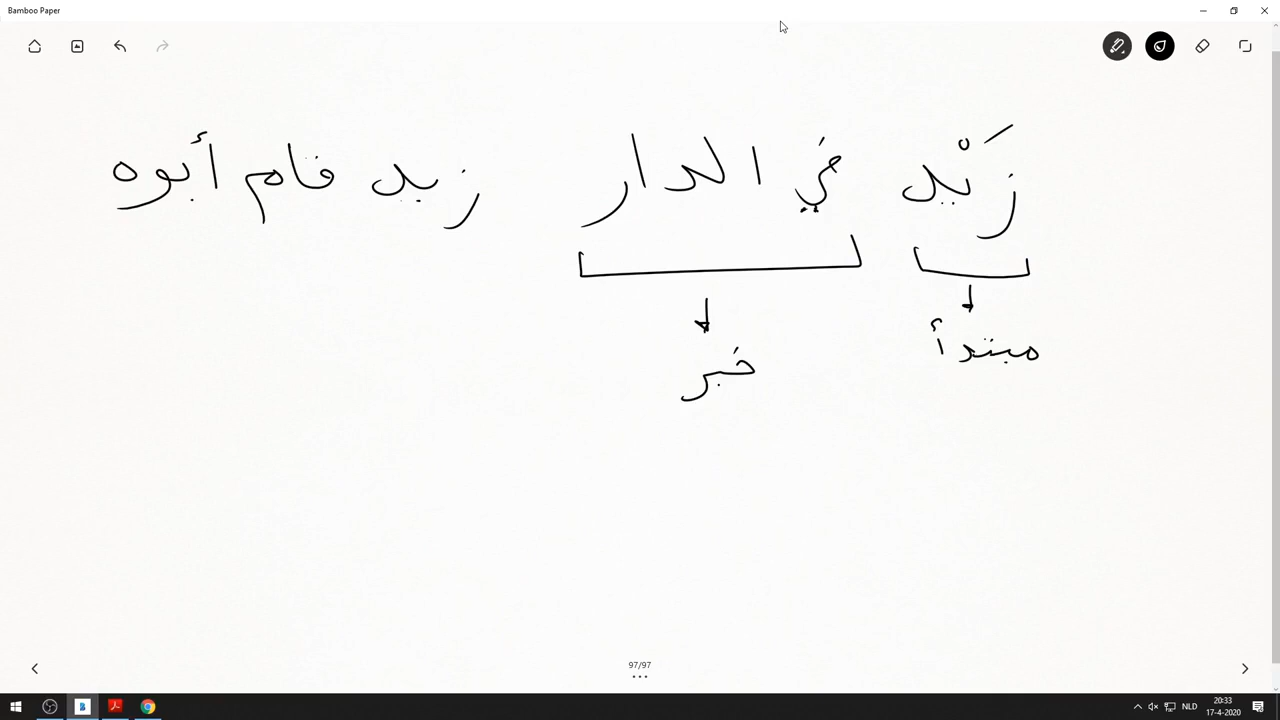 Bamboo Paper
زَيْد في الدار زيد قام أبوه
مبتدأ
خبر
97/97
NLD
20:33
17-4-2020